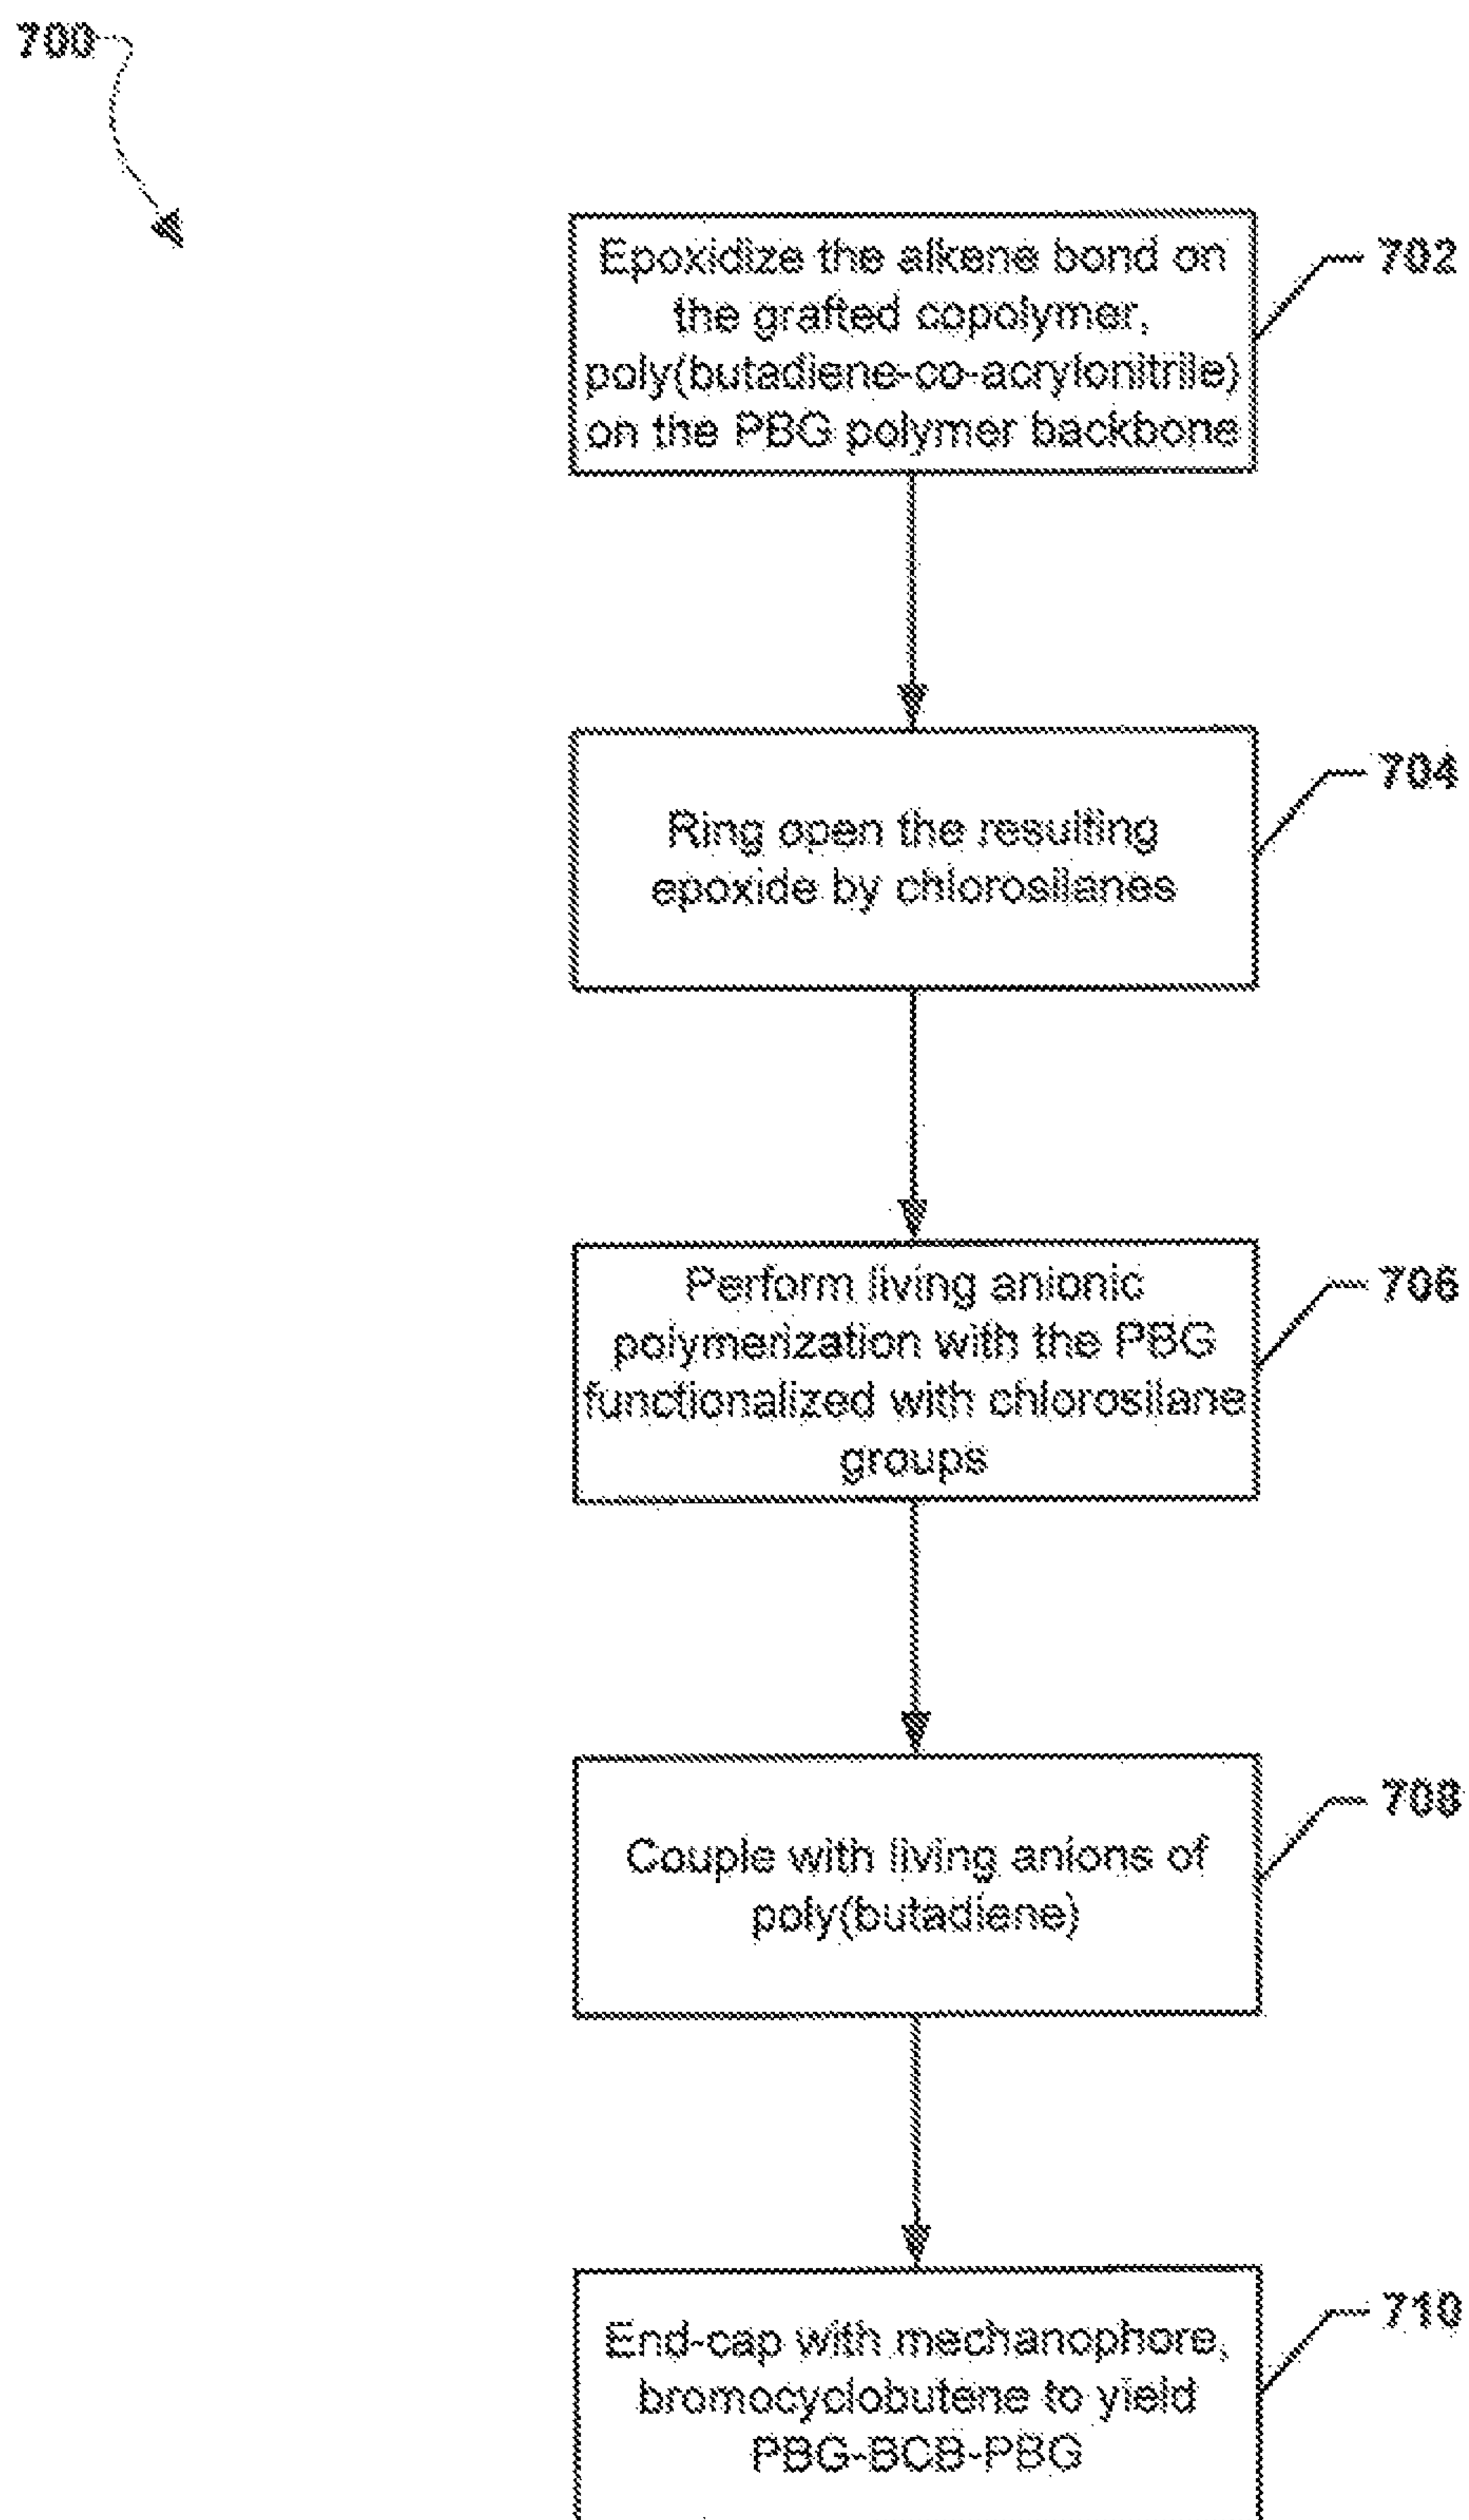 700
Epoxidize the alkene bond on
the grafted copolymer,
poly(butadiene-co-acrylonitrile)
on the PBG polymer backbone
702
Ring open the resulting
epoxide by chlorosilanes
704
Perform living anionic
polymerization with the PBG
functionalized with chlorosilane
groups
706
Couple with living anions of
poly(butadiene)
708
End-cap with mechanophore,
bromocyclobutene to yield
PBG-BCB-PBG
710